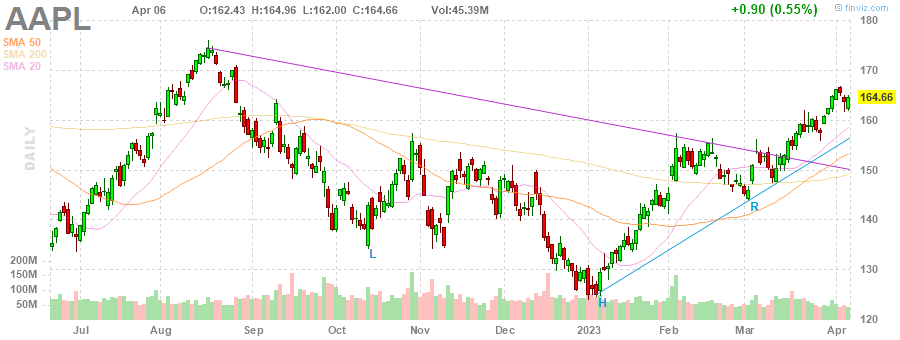 AAPL
Apr 06 O:162.43 H:164.96 L:162.00 C:164.66 Vol:45.39M +0.90 (0.55%) © finviz.com
SMA 50
SMA 200
SMA 20
DAILY
180
170
164.66
160
150
140
130
120
200M
100M
50M
L
H
R
Jul Aug Sep Oct Nov Dec 2023 Feb Mar Apr